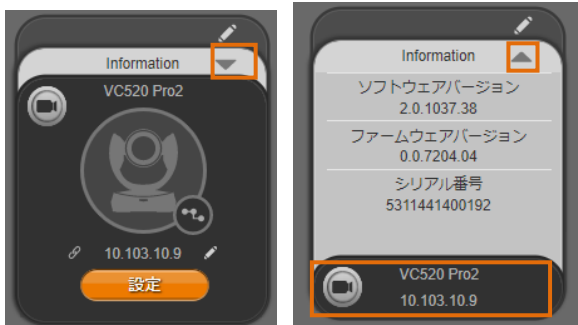 Information
VC520 Pro2
10.103.10.9
設定
Information
ソフトウェアバージョン
2.0.1037.38
ファームウェアバージョン
0.0.7204.04
シリアル番号
5311441400192
VC520 Pro2
10.103.10.9